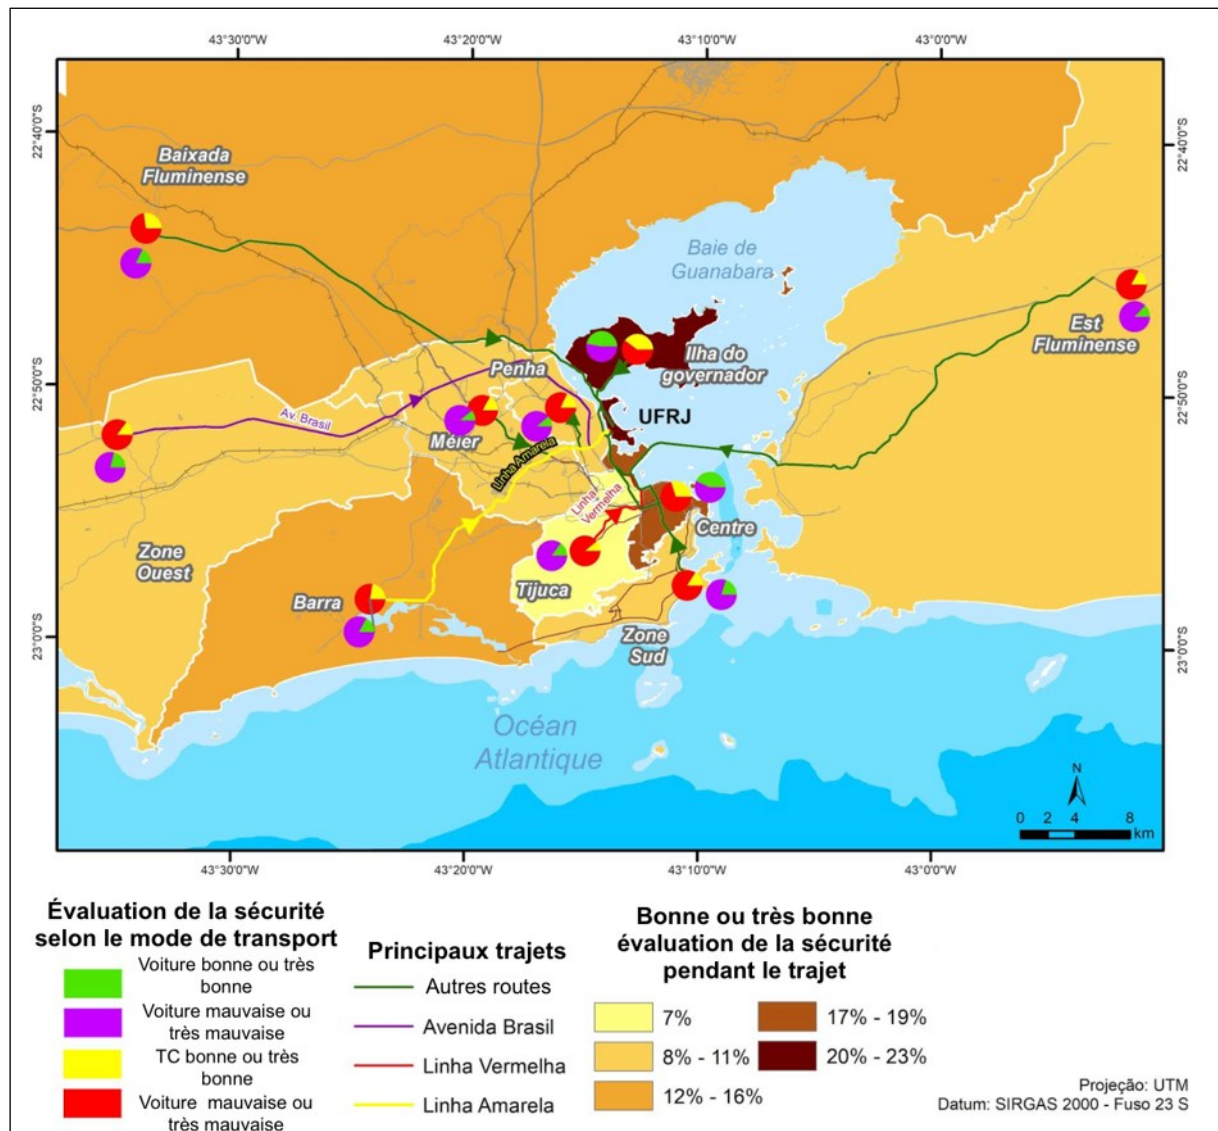 43°30'0"W 43°20'0"W 43°10'0"W 43°0'0"W
22°40'0"S 22°40'0"S
Baixada
Fluminense
Baie de
Guanabara
Est
Fluminense
Ilha do
governador
Penha
22°50'0"S 22°50'0"S
UFRJ
Av. Brasil
Méier
Linha Amarela
Linha
Vermelha
Centre
Zone
Ouest
Tijuca
Barra
Zone
Sud
23°0'0"S 23°0'0"S
Océan
Atlantique
N
0 2 4 8
km
43°30'0"W 43°20'0"W 43°10'0"W 43°0'0"W
Évaluation de la sécurité
selon le mode de transport
Voiture bonne ou très
bonne
Voiture mauvaise ou
très mauvaise
TC bonne ou très
bonne
Voiture mauvaise ou
très mauvaise
Principaux trajets
Autres routes
Avenida Brasil
Linha Vermelha
Linha Amarela
Bonne ou très bonne
évaluation de la sécurité
pendant le trajet
7% 17% - 19%
8% - 11% 20% - 23%
12% - 16%
Projeção: UTM
Datum: SIRGAS 2000 - Fuso 23 S